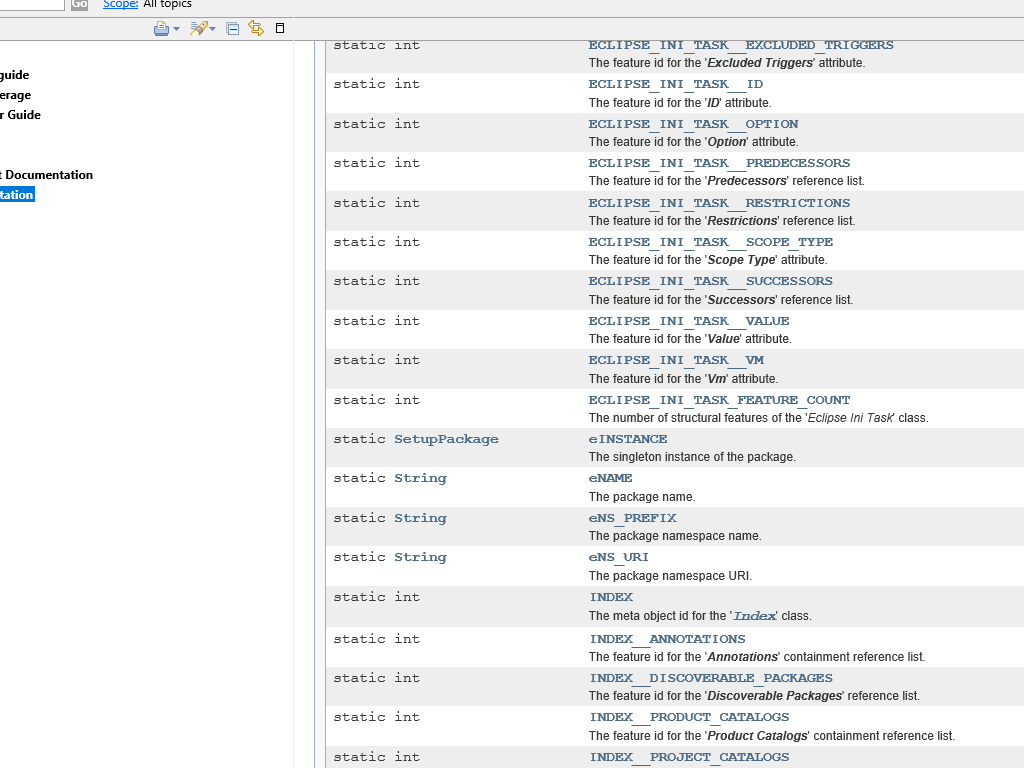 Go Scope: All topics
guide
erage
r Guide
t Documentation
tation
static int ECLIPSE_INI_TASK__EXCLUDED_TRIGGERS
The feature id for the 'Excluded Triggers' attribute.
static int ECLIPSE_INI_TASK__ID
The feature id for the 'ID' attribute.
static int ECLIPSE_INI_TASK__OPTION
The feature id for the 'Option' attribute.
static int ECLIPSE_INI_TASK__PREDECESSORS
The feature id for the 'Predecessors' reference list.
static int ECLIPSE_INI_TASK__RESTRICTIONS
The feature id for the 'Restrictions' reference list.
static int ECLIPSE_INI_TASK__SCOPE_TYPE
The feature id for the 'Scope Type' attribute.
static int ECLIPSE_INI_TASK__SUCCESSORS
The feature id for the 'Successors' reference list.
static int ECLIPSE_INI_TASK__VALUE
The feature id for the 'Value' attribute.
static int ECLIPSE_INI_TASK__VM
The feature id for the 'Vm' attribute.
static int ECLIPSE_INI_TASK_FEATURE_COUNT
The number of structural features of the 'Eclipse Ini Task' class.
static SetupPackage eINSTANCE
The singleton instance of the package.
static String eNAME
The package name.
static String eNS_PREFIX
The package namespace name.
static String eNS_URI
The package namespace URI.
static int INDEX
The meta object id for the 'Index' class.
static int INDEX__ANNOTATIONS
The feature id for the 'Annotations' containment reference list.
static int INDEX__DISCOVERABLE_PACKAGES
The feature id for the 'Discoverable Packages' reference list.
static int INDEX__PRODUCT_CATALOGS
The feature id for the 'Product Catalogs' containment reference list.
static int INDEX__PROJECT_CATALOGS